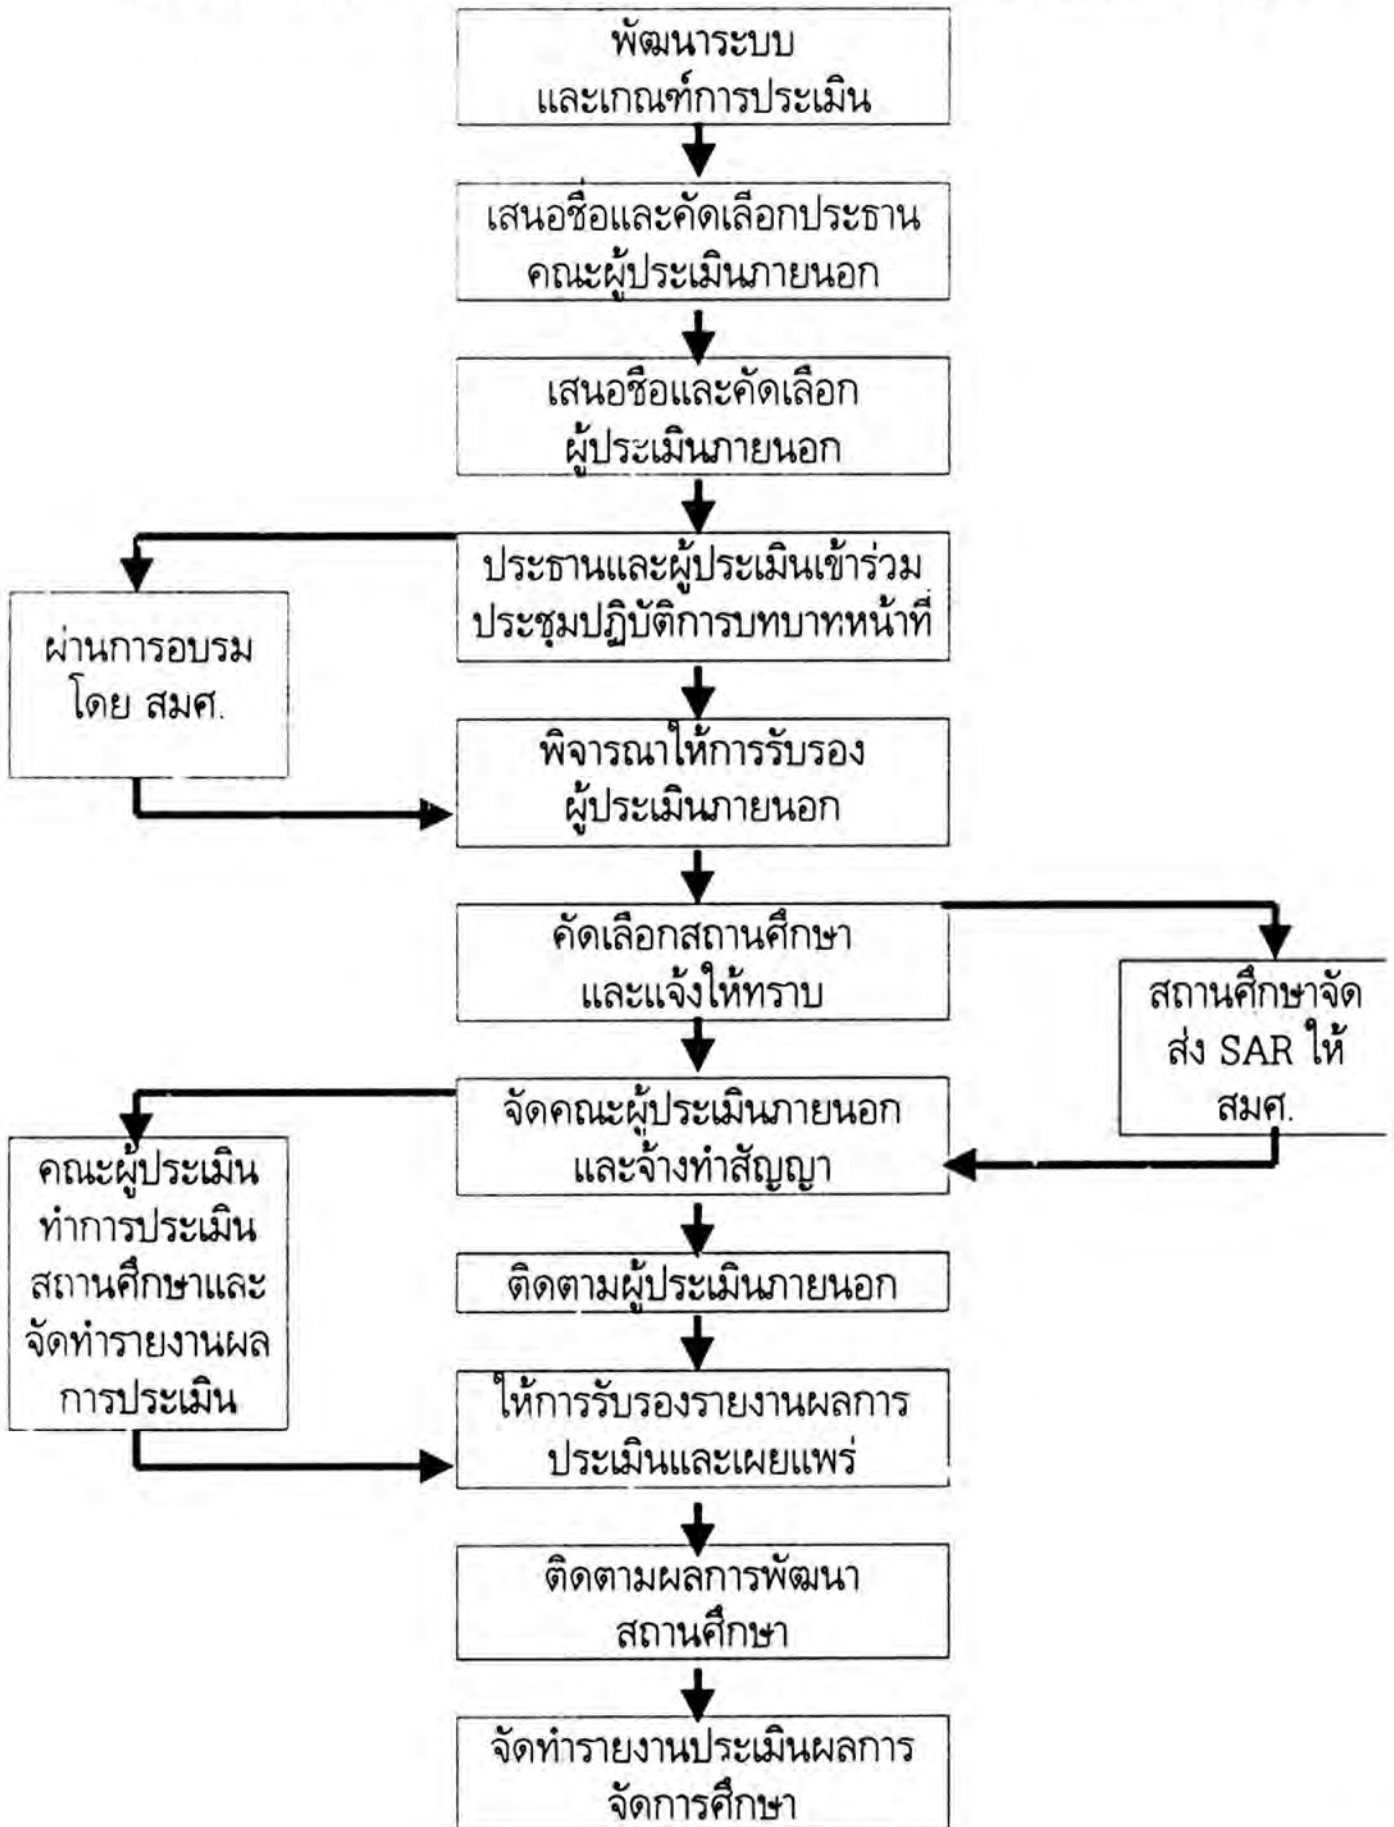 พัฒนาระบบ
และเกณฑ์การประเมิน
เสนอชื่อและคัดเลือกประธาน
คณะผู้ประเมินภายนอก
เสนอชื่อและคัดเลือก
ผู้ประเมินภายนอก
ประธานและผู้ประเมินเข้าร่วม
ประชุมปฏิบัติการบทบาทหน้าที่
ผ่านการอบรม
โดย สมศ.
พิจารณาให้การรับรอง
ผู้ประเมินภายนอก
คัดเลือกสถานศึกษา
และแจ้งให้ทราบ
สถานศึกษาจัด
ส่ง SAR ให้
สมศ.
จัดคณะผู้ประเมินภายนอก
และจ้างทำสัญญา
คณะผู้ประเมิน
ทำการประเมิน
สถานศึกษาและ
จัดทำรายงานผล
การประเมิน
ติดตามผู้ประเมินภายนอก
ให้การรับรองรายงานผลการ
ประเมินและเผยแพร่
ติดตามผลการพัฒนา
สถานศึกษา
จัดทำรายงานประเมินผลการ
จัดการศึกษา